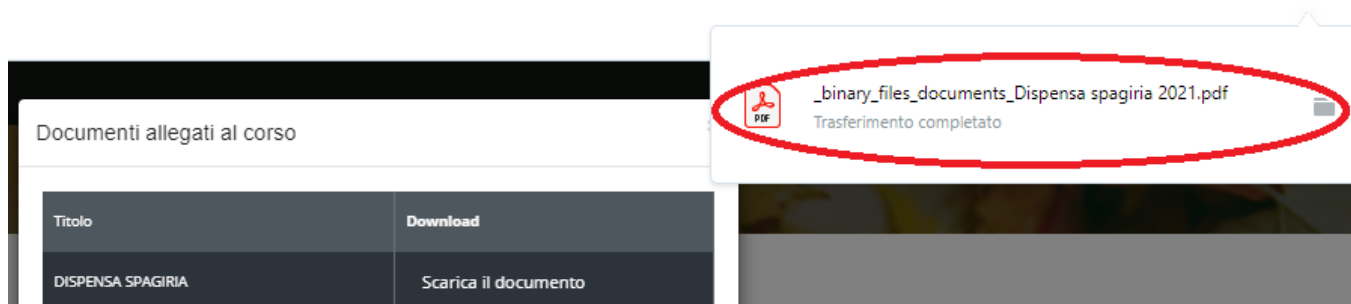 _binary_files_documents_Dispensa spagiria 2021.pdf
PDF
Trasferimento completato
Documenti allegati al corso
Titolo
Download
DISPENSA SPAGIRIA
Scarica il documento